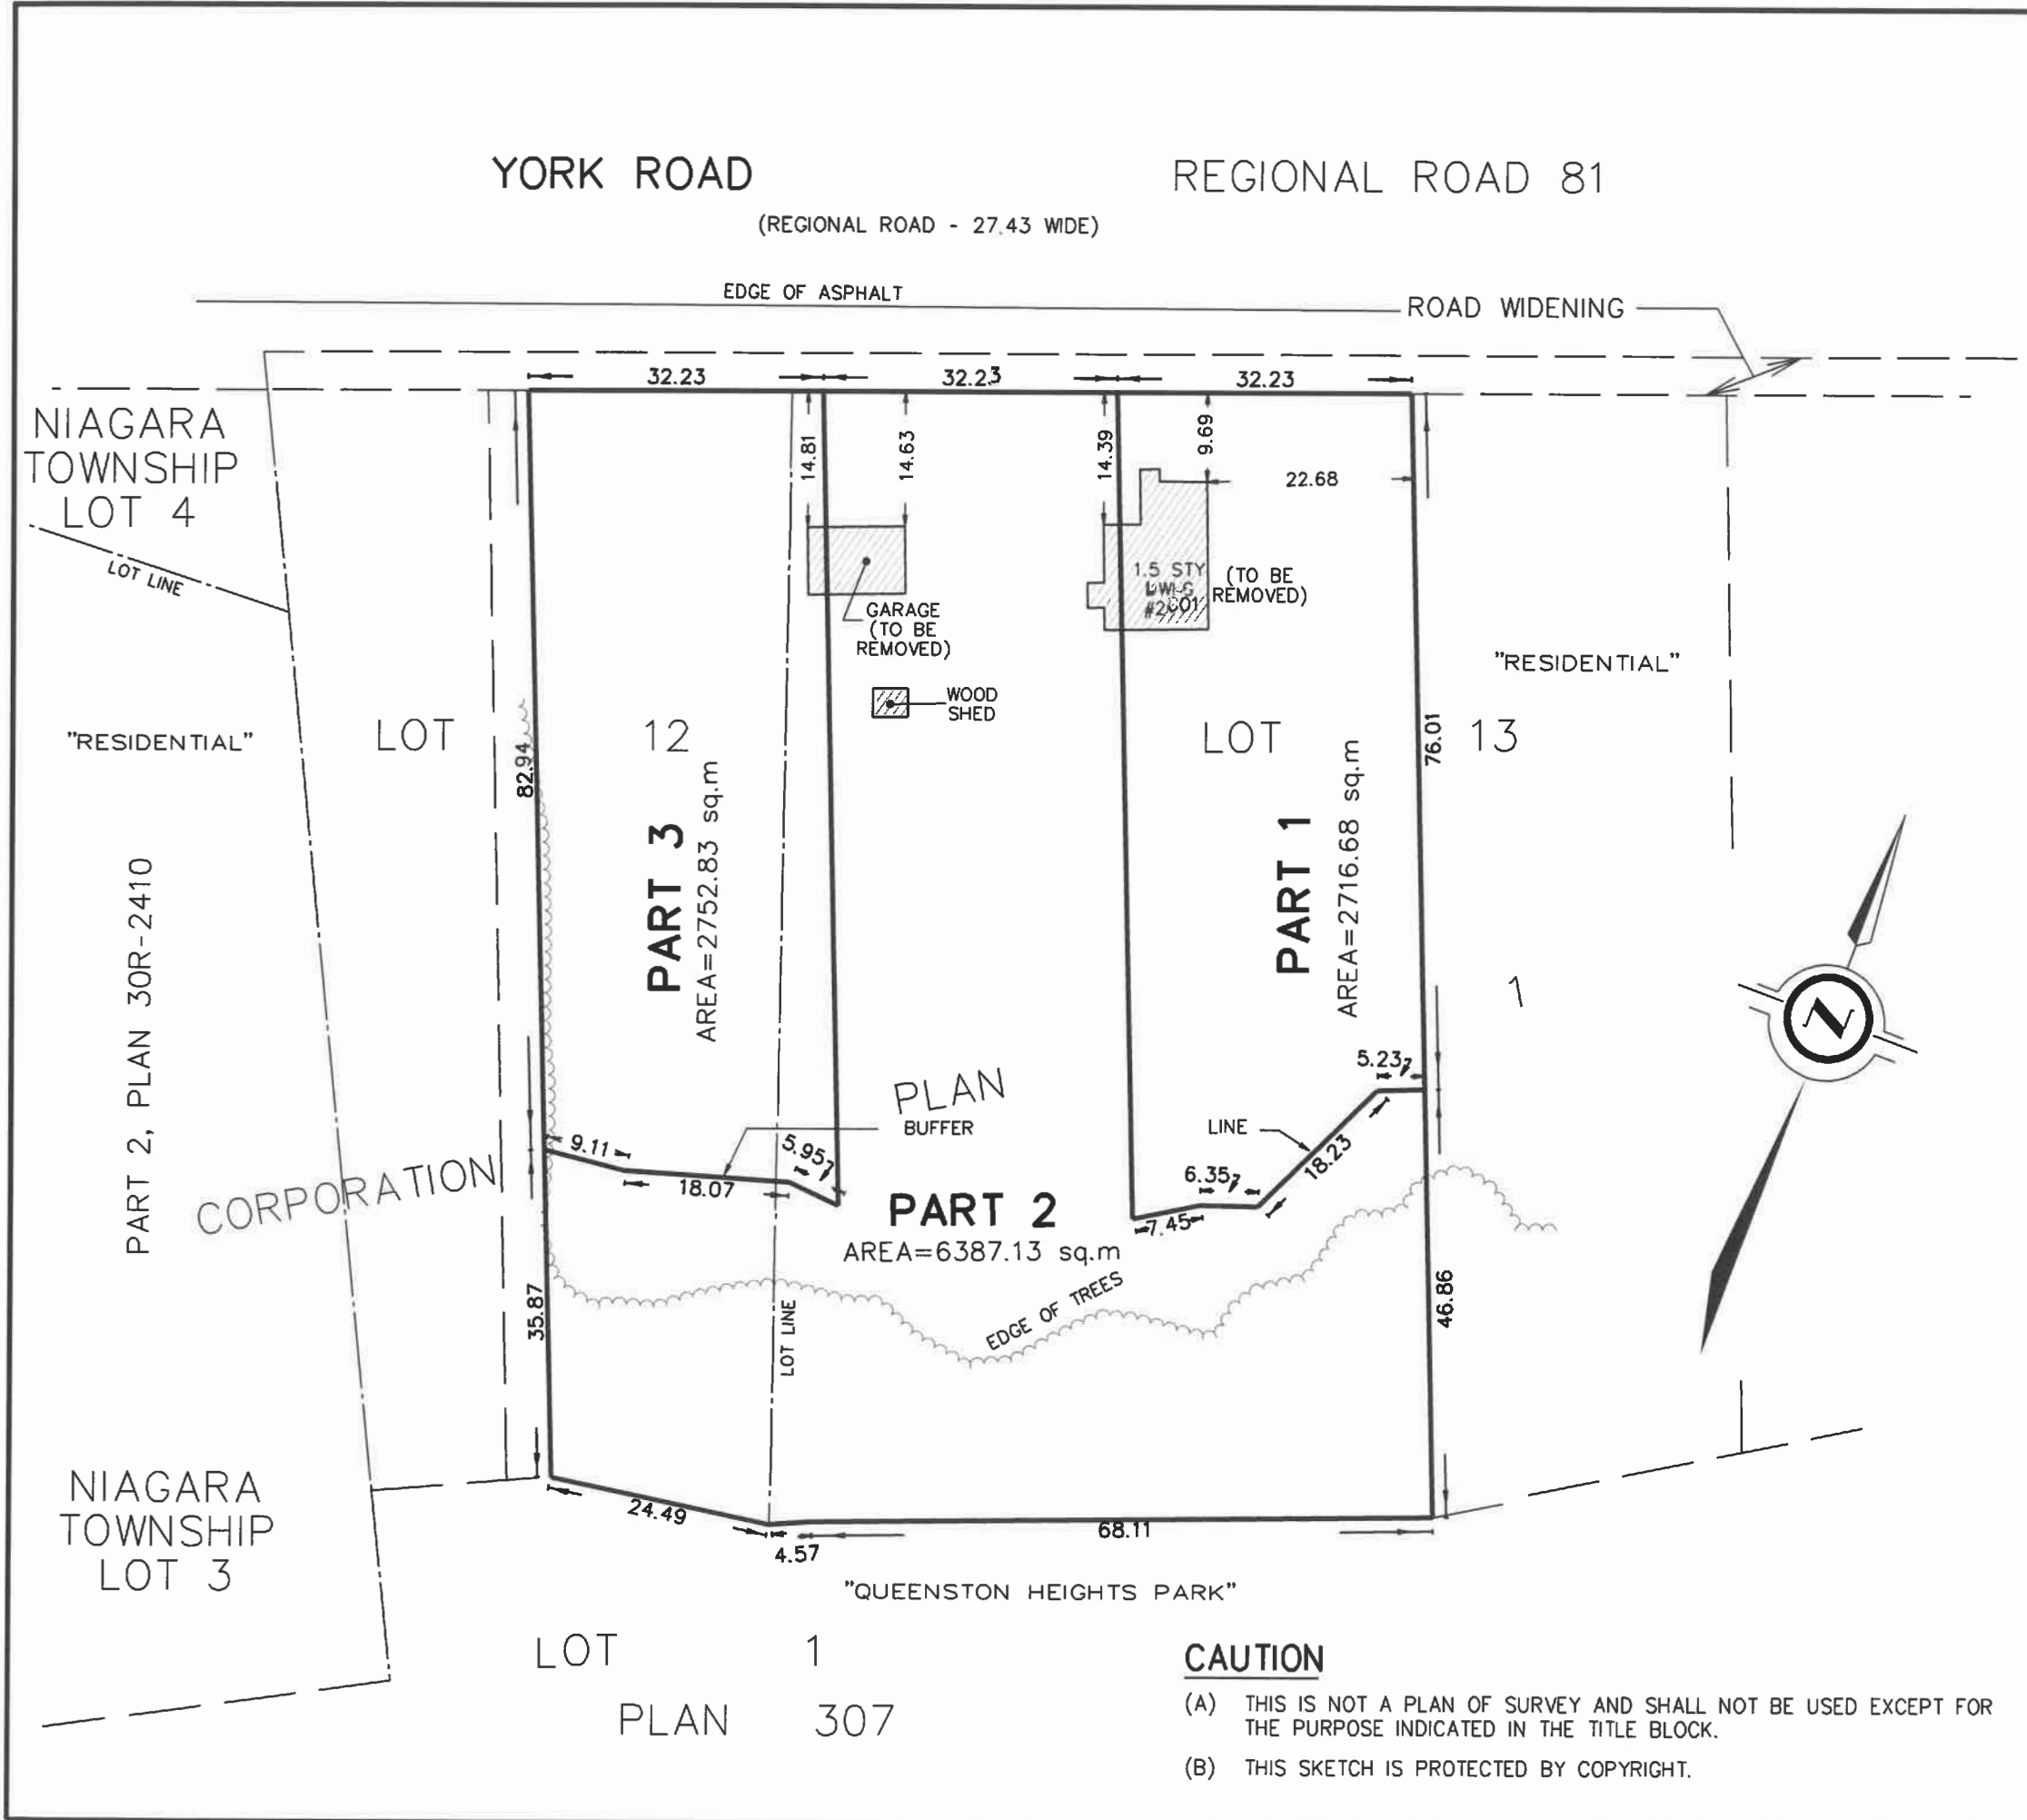 YORK ROAD
REGIONAL ROAD 81
(REGIONAL ROAD - 27.43 WIDE)
EDGE OF ASPHALT
ROAD WIDENING
32.23
32.23
32.23
NIAGARA
TOWNSHIP
LOT 4
LOT LINE
14.81
14.63
14.39
9.69
22.68
1.5 STY
DWLG
(TO BE
REMOVED)
GARAGE
(TO BE
REMOVED)
WOOD
SHED
"RESIDENTIAL"
"RESIDENTIAL"
LOT 12
LOT 13
82.94
76.01
PART 3
AREA=2752.83 sq.m
PART 1
AREA=2716.68 sq.m
PART 2, PLAN 30R-2410
1
Z
PLAN
BUFFER
LINE
5.23
9.11
18.07
5.95
18.23
6.35
7.45
CORPORATION
PART 2
AREA=6387.13 sq.m
EDGE OF TREES
LOT LINE
35.87
46.86
NIAGARA
TOWNSHIP
LOT 3
24.49
4.57
68.11
"QUEENSTON HEIGHTS PARK"
LOT 1
PLAN 307
CAUTION
(A) THIS IS NOT A PLAN OF SURVEY AND SHALL NOT BE USED EXCEPT FOR
THE PURPOSE INDICATED IN THE TITLE BLOCK.
(B) THIS SKETCH IS PROTECTED BY COPYRIGHT.